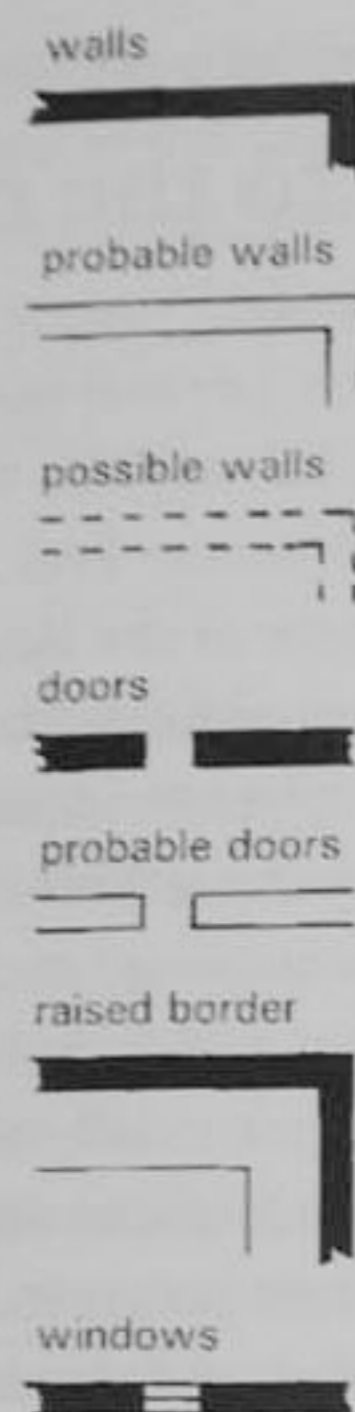 walls
probable walls
possible walls
doors
probable doors
raised border
windows